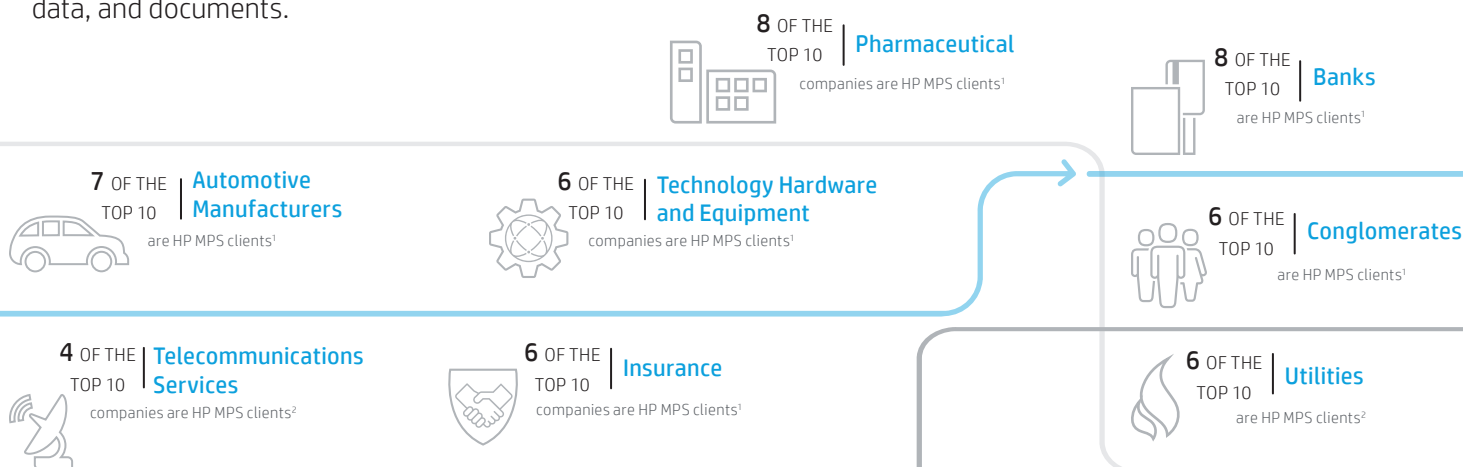 data, and documents.
8 OF THE
TOP 10
Pharmaceutical
companies are HP MPS clients¹
8 OF THE
TOP 10
Banks
are HP MPS clients¹
7 OF THE
TOP 10
Automotive
Manufacturers
are HP MPS clients¹
6 OF THE
TOP 10
Technology Hardware
and Equipment
companies are HP MPS clients¹
6 OF THE
TOP 10
Conglomerates
are HP MPS clients¹
4 OF THE
TOP 10
Telecommunications
Services
companies are HP MPS clients²
6 OF THE
TOP 10
Insurance
companies are HP MPS clients¹
6 OF THE
TOP 10
Utilities
are HP MPS clients²